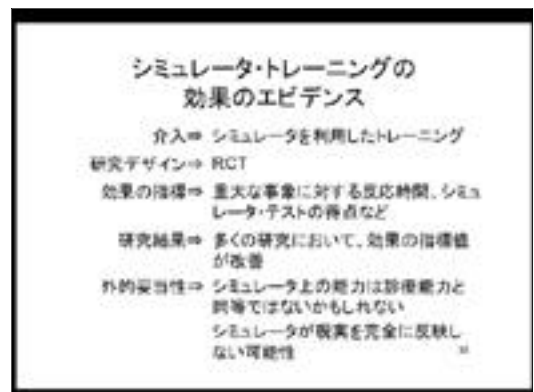 シミュレータ・トレーニングの
効果のエビデンス
介入⇒ シミュレータを利用したトレーニング
研究デザイン⇒ RCT
効果の指標⇒ 重大な事象に対する反応時間、シミュ
レータ・テストの得点など
研究結果⇒ 多くの研究において、効果の指標値
が改善
外的妥当性⇒ シミュレータ上の能力は診療能力と
同等ではないかもしれない
シミュレータが現実を完全に反映し
ない可能性